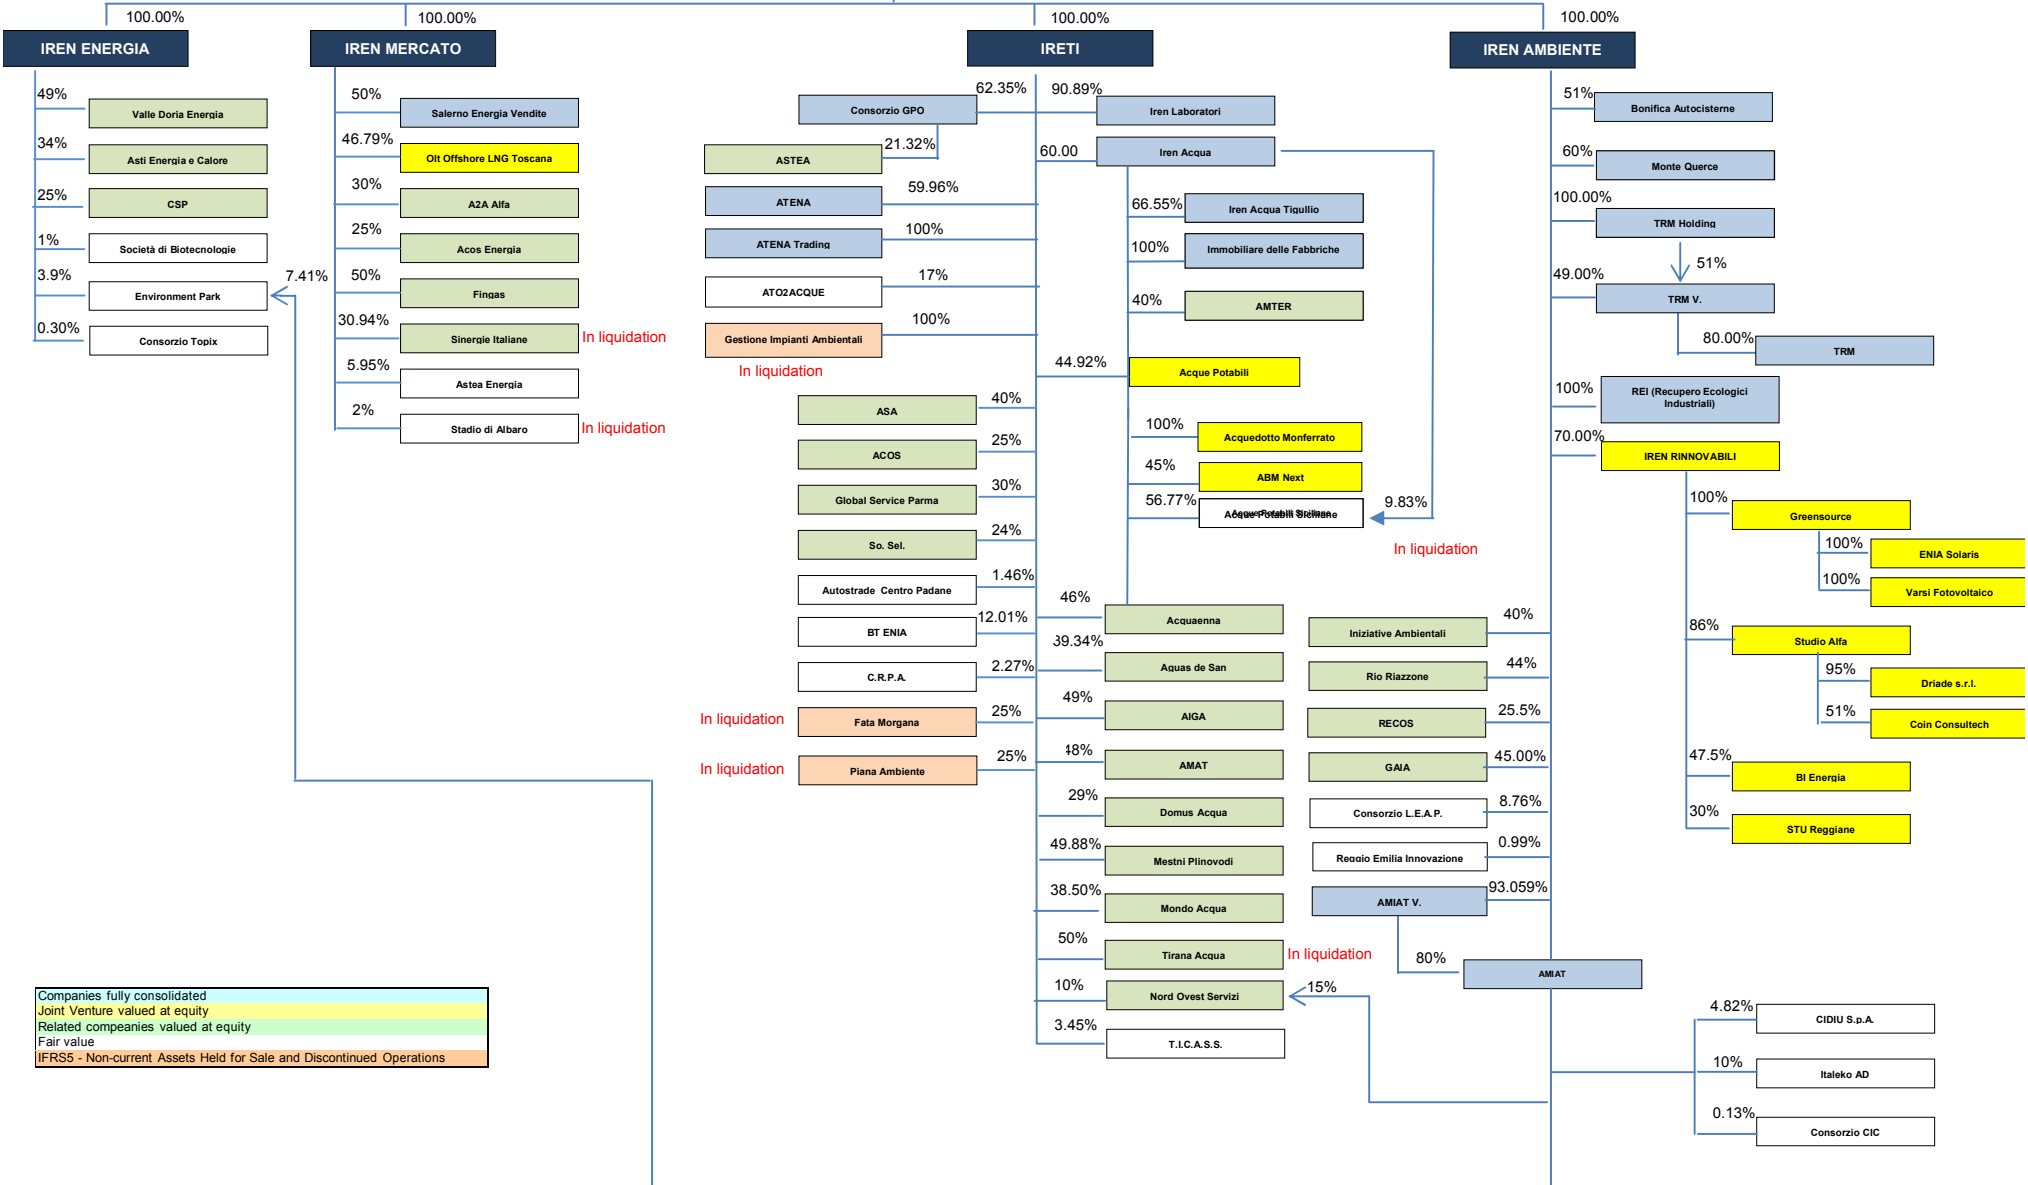 100.00%
100.00%
100.00%
100.00%
IREN ENERGIA
IREN MERCATO
IRETI
IREN AMBIENTE
49%
Valle Doria Energia
34%
Asti Energia e Calore
25%
CSP
1%
Società di Biotecnologie
3.9%
Environment Park
7.41%
0.30%
Consorzio Topix
50%
Salerno Energia Vendite
46.79%
Olt Offshore LNG Toscana
30%
A2A Alfa
25%
Acos Energia
50%
Fingas
30.94%
Sinergie Italiane
In liquidation
5.95%
Astea Energia
2%
Stadio di Albaro
In liquidation
Consorzio GPO
62.35%
90.89%
Iren Laboratori
21.32%
ASTEA
60.00
Iren Acqua
59.96%
ATENA
66.55%
Iren Acqua Tigullio
100%
ATENA Trading
100%
Immobiliare delle Fabbriche
17%
ATO2ACQUE
40%
AMTER
100%
Gestione Impianti Ambientali
In liquidation
44.92%
Acque Potabili
40%
ASA
100%
Acquedotto Monferrato
25%
ACOS
45%
ABM Next
30%
Global Service Parma
56.77%
Acque Potabili Siciliane
9.83%
In liquidation
24%
So. Sel.
1.46%
Autostrade Centro Padane
12.01%
BT ENIA
2.27%
C.R.P.A.
In liquidation
Fata Morgana
25%
In liquidation
Piana Ambiente
25%
46%
Acquaenna
39.34%
Aguas de San
49%
AIGA
48%
AMAT
29%
Domus Acqua
49.88%
Mestni Plinovodi
38.50%
Mondo Acqua
50%
Tirana Acqua
In liquidation
10%
Nord Ovest Servizi
15%
3.45%
T.I.C.A.S.S.
51%
Bonifica Autocisterne
60%
Monte Querce
100.00%
TRM Holding
51%
49.00%
TRM V.
80.00%
TRM
100%
REI (Recupero Ecologici
Industriali)
70.00%
IREN RINNOVABILI
100%
Greensource
100%
ENIA Solaris
100%
Varsi Fotovoltaico
86%
Studio Alfa
95%
Driade s.r.l.
51%
Coin Consultech
47.5%
BI Energia
30%
STU Reggiane
Iniziative Ambientali
40%
Rio Riazzone
44%
RECOS
25.5%
GAIA
45.00%
Consorzio L.E.A.P.
8.76%
Reggio Emilia Innovazione
0.99%
AMIAT V.
93.059%
80%
AMIAT
4.82%
CIDIU S.p.A.
10%
Italeko AD
0.13%
Consorzio CIC
Companies fully consolidated
Joint Venture valued at equity
Related compeanies valued at equity
Fair value
IFRS5 - Non-current Assets Held for Sale and Discontinued Operations